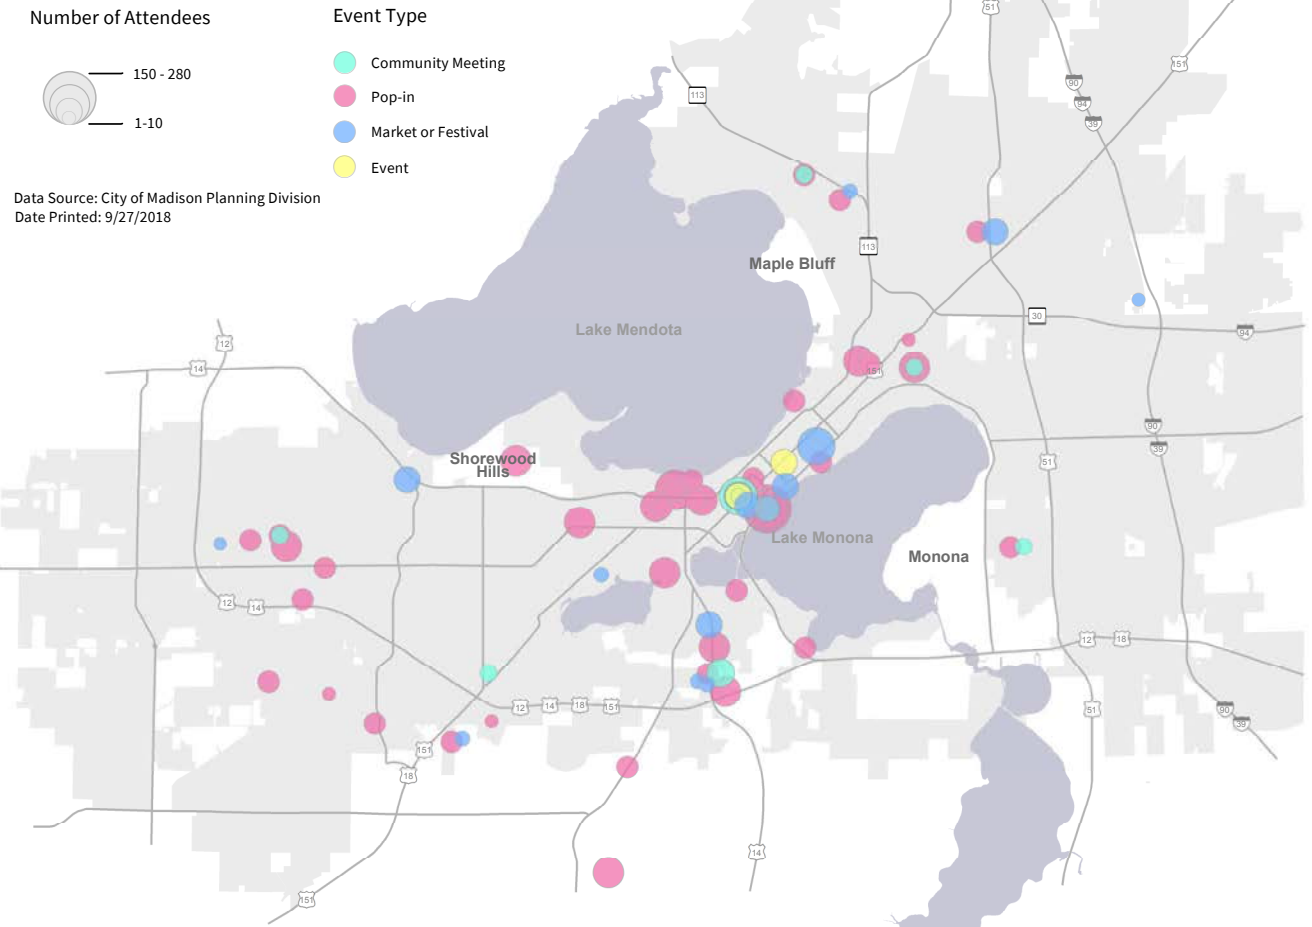 Number of Attendees
150 - 280
1-10
Event Type
Community Meeting
Pop-in
Market or Festival
Event
Data Source: City of Madison Planning Division
Date Printed: 9/27/2018
51
151
90
94
39
113
113
Maple Bluff
Lake Mendota
30
94
12
14
151
90
39
51
Shorewood
Hills
Lake Monona
Monona
12
14
12
18
12
14
18
151
51
90
39
151
18
14
151